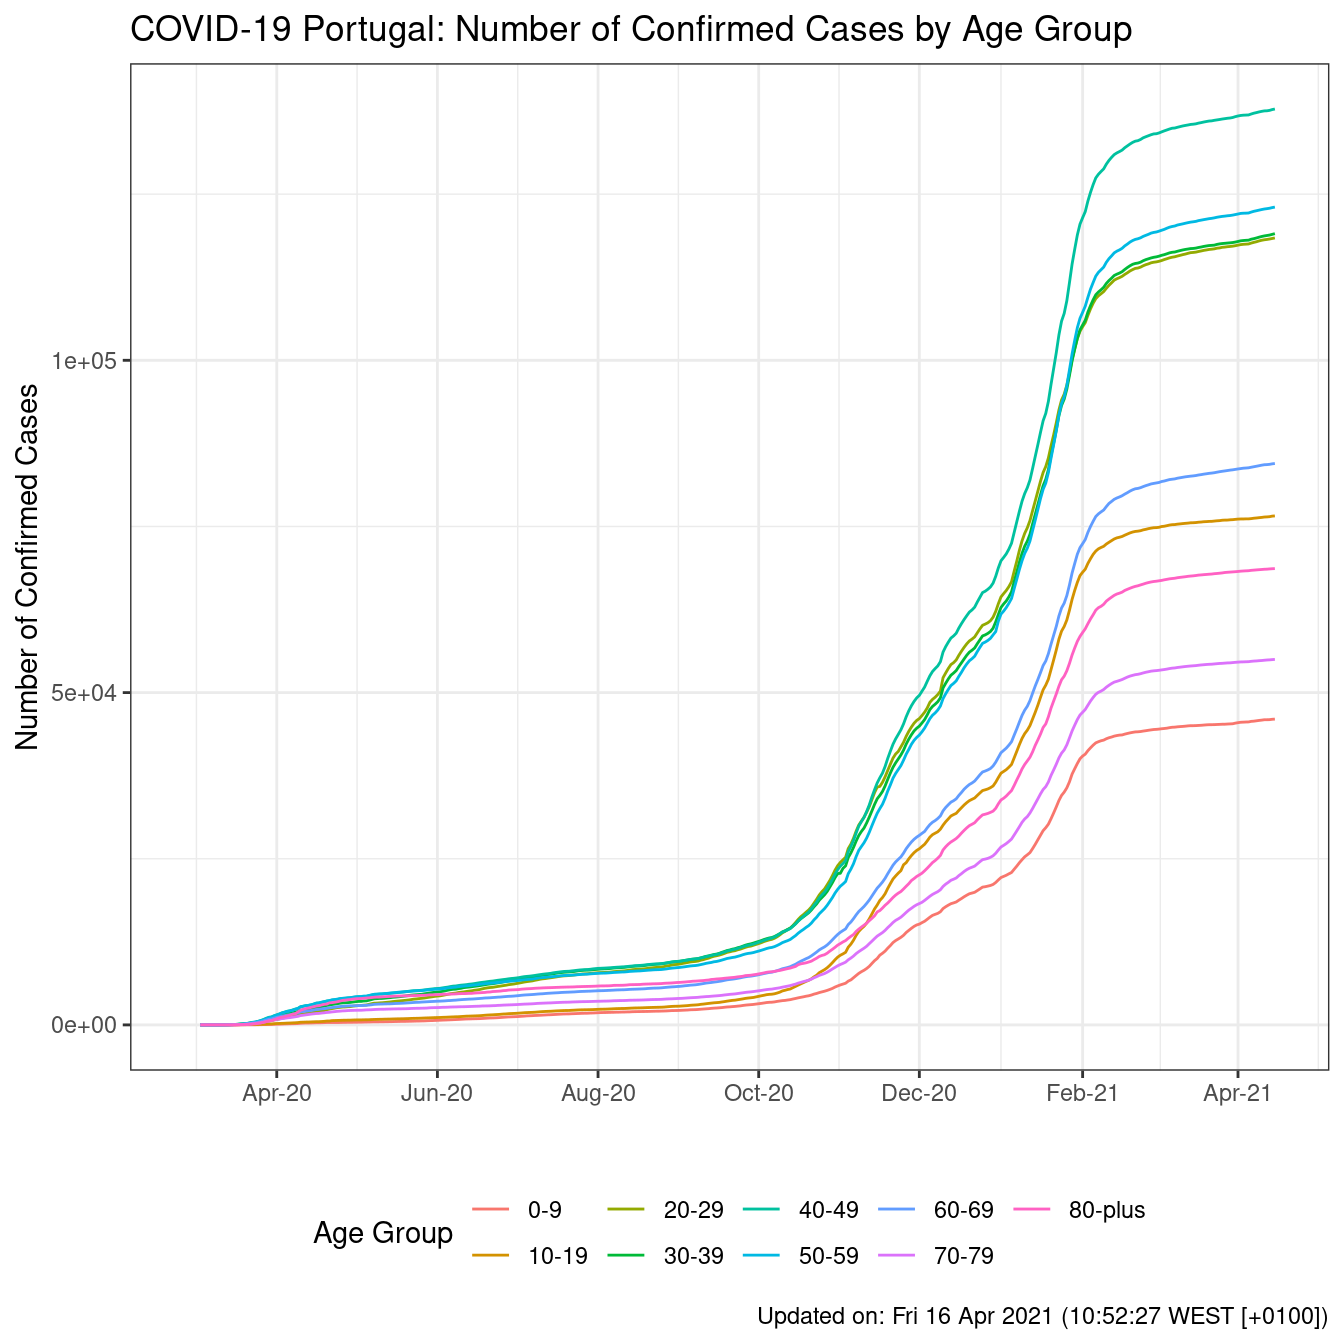 COVID-19 Portugal: Number of Confirmed Cases by Age Group
Number of Confirmed Cases
1e+05
5e+04
0e+00
Apr-20 Jun-20 Aug-20 Oct-20 Dec-20 Feb-21 Apr-21
Age Group
0-9 20-29 40-49 60-69 80-plus
10-19 30-39 50-59 70-79
Updated on: Fri 16 Apr 2021 (10:52:27 WEST [+0100])